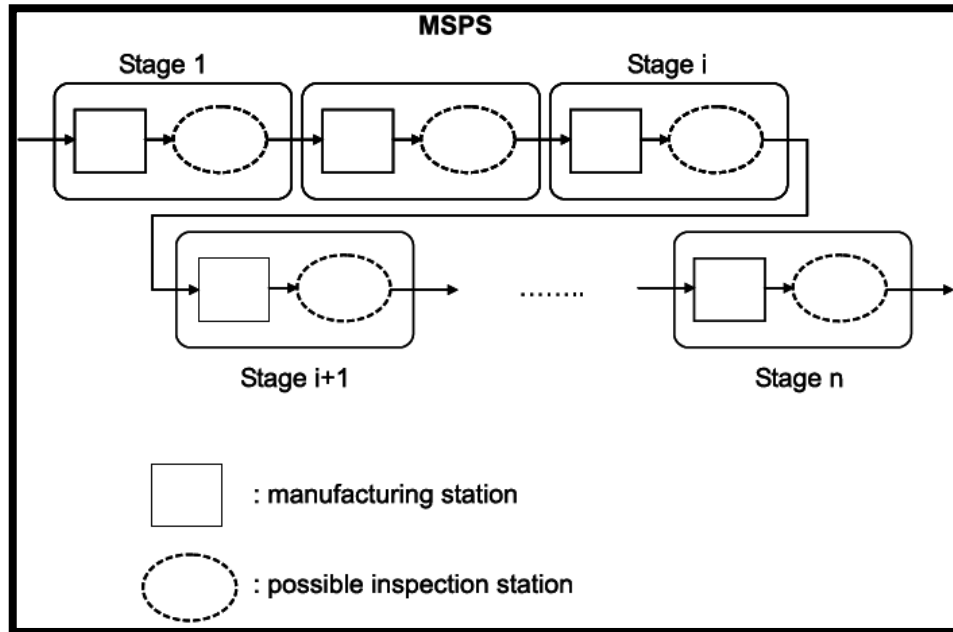 MSPS
Stage 1
Stage i
........
Stage i+1
Stage n
: manufacturing station
: possible inspection station